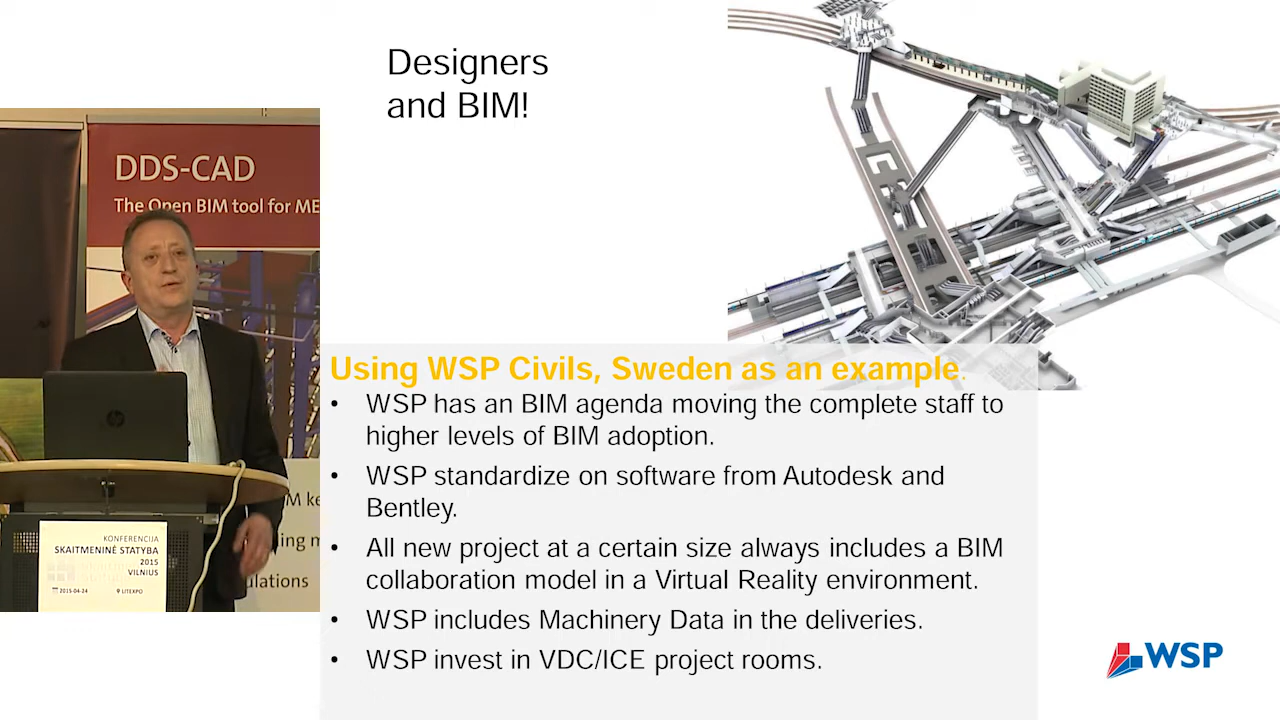 Designers
and BIM!
DDS-CAD
The Open BIM tool for ME
KONFERENCIJA
SKAITMENINĖ STATYBA
2015
VILNIUS
2015-04-24 LITEXPO
ulations
Using WSP Civils, Sweden as an example.
• WSP has an BIM agenda moving the complete staff to
higher levels of BIM adoption.
• WSP standardize on software from Autodesk and
Bentley.
• All new project at a certain size always includes a BIM
collaboration model in a Virtual Reality environment.
• WSP includes Machinery Data in the deliveries.
• WSP invest in VDC/ICE project rooms.
WSP